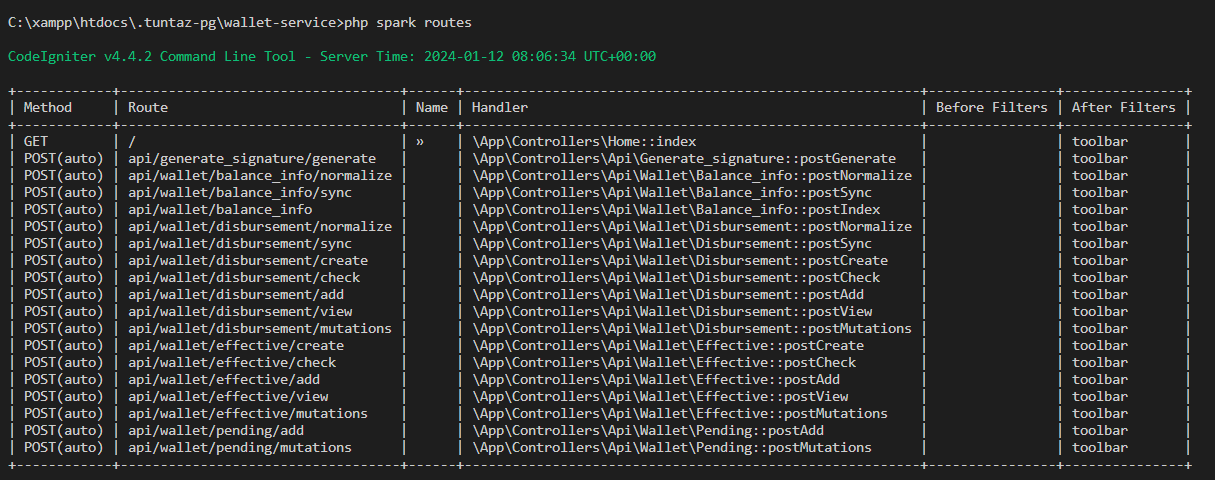 C:\xampp\htdocs\.tuntaz-pg\wallet-service>php spark routes
CodeIgniter v4.4.2 Command Line Tool - Server Time: 2024-01-12 08:06:34 UTC+00:00
+------------+-----------------------------------+------+---------------------------------------------------------+----------------+---------------+
| Method     | Route                             | Name | Handler                                                 | Before Filters | After Filters |
+------------+-----------------------------------+------+---------------------------------------------------------+----------------+---------------+
| GET        | /                                 | »    | \App\Controllers\Home::index                            |                | toolbar       |
| POST(auto) | api/generate_signature/generate   |      | \App\Controllers\Api\Generate_signature::postGenerate   |                | toolbar       |
| POST(auto) | api/wallet/balance_info/normalize |      | \App\Controllers\Api\Wallet\Balance_info::postNormalize |                | toolbar       |
| POST(auto) | api/wallet/balance_info/sync      |      | \App\Controllers\Api\Wallet\Balance_info::postSync      |                | toolbar       |
| POST(auto) | api/wallet/balance_info           |      | \App\Controllers\Api\Wallet\Balance_info::postIndex     |                | toolbar       |
| POST(auto) | api/wallet/disbursement/normalize |      | \App\Controllers\Api\Wallet\Disbursement::postNormalize |                | toolbar       |
| POST(auto) | api/wallet/disbursement/sync      |      | \App\Controllers\Api\Wallet\Disbursement::postSync      |                | toolbar       |
| POST(auto) | api/wallet/disbursement/create    |      | \App\Controllers\Api\Wallet\Disbursement::postCreate    |                | toolbar       |
| POST(auto) | api/wallet/disbursement/check     |      | \App\Controllers\Api\Wallet\Disbursement::postCheck     |                | toolbar       |
| POST(auto) | api/wallet/disbursement/add       |      | \App\Controllers\Api\Wallet\Disbursement::postAdd       |                | toolbar       |
| POST(auto) | api/wallet/disbursement/view      |      | \App\Controllers\Api\Wallet\Disbursement::postView      |                | toolbar       |
| POST(auto) | api/wallet/disbursement/mutations |      | \App\Controllers\Api\Wallet\Disbursement::postMutations |                | toolbar       |
| POST(auto) | api/wallet/effective/create       |      | \App\Controllers\Api\Wallet\Effective::postCreate       |                | toolbar       |
| POST(auto) | api/wallet/effective/check        |      | \App\Controllers\Api\Wallet\Effective::postCheck        |                | toolbar       |
| POST(auto) | api/wallet/effective/add          |      | \App\Controllers\Api\Wallet\Effective::postAdd          |                | toolbar       |
| POST(auto) | api/wallet/effective/view         |      | \App\Controllers\Api\Wallet\Effective::postView         |                | toolbar       |
| POST(auto) | api/wallet/effective/mutations    |      | \App\Controllers\Api\Wallet\Effective::postMutations    |                | toolbar       |
| POST(auto) | api/wallet/pending/add            |      | \App\Controllers\Api\Wallet\Pending::postAdd            |                | toolbar       |
| POST(auto) | api/wallet/pending/mutations      |      | \App\Controllers\Api\Wallet\Pending::postMutations      |                | toolbar       |
+------------+-----------------------------------+------+---------------------------------------------------------+----------------+---------------+